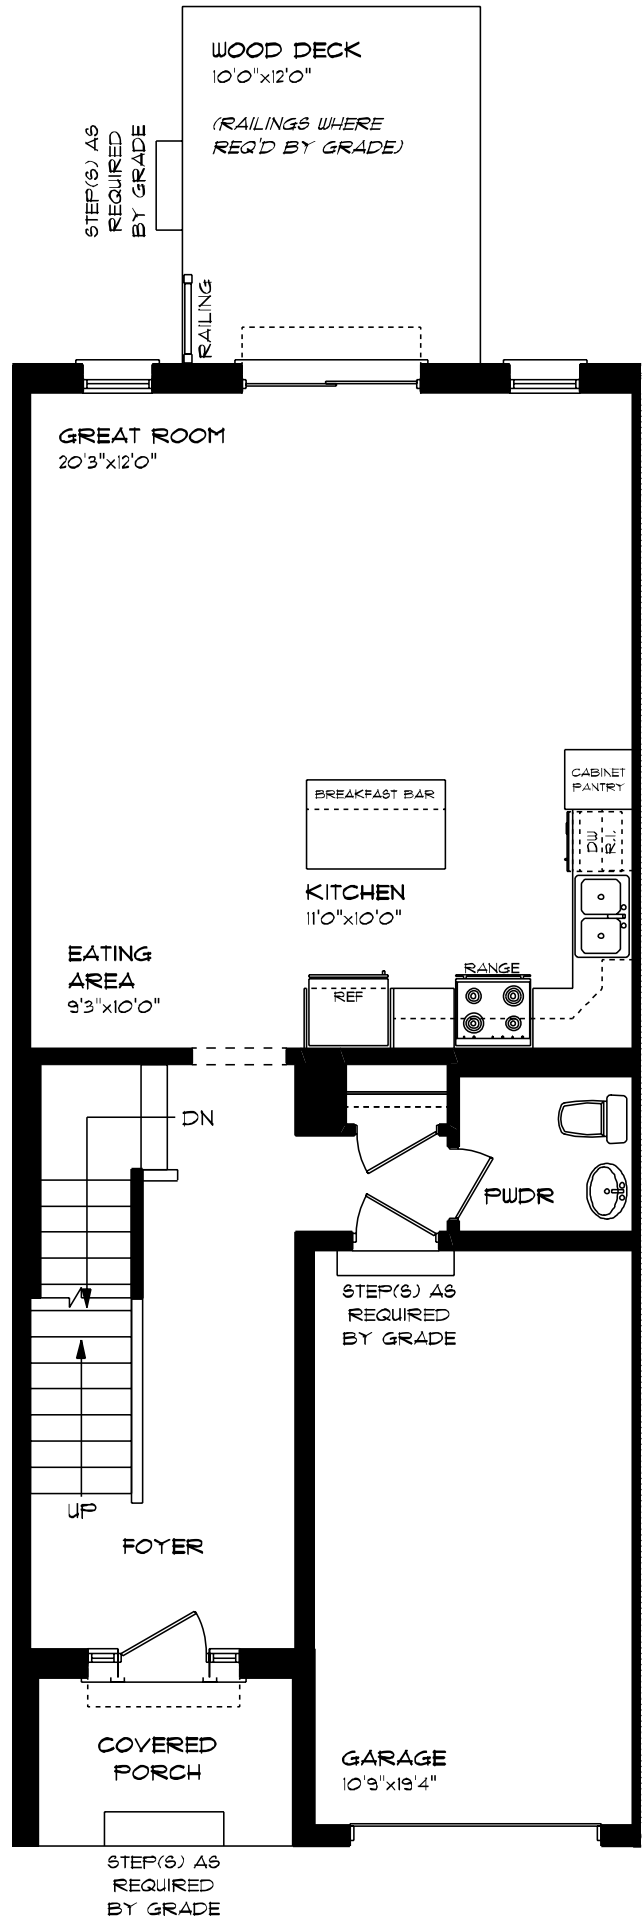 WOOD DECK
10'0"x12'0"
(RAILINGS WHERE
REQ'D BY GRADE)
STEP(S) AS
REQUIRED
BY GRADE
RAILING
GREAT ROOM
20'3"x12'0"
CABINET
PANTRY
BREAKFAST BAR
DW
R.I.
KITCHEN
11'0"x10'0"
EATING
AREA
9'3"x10'0"
RANGE
REF
DN
PWDR
STEP(S) AS
REQUIRED
BY GRADE
UP
FOYER
COVERED
PORCH
GARAGE
10'9"x19'4"
STEP(S) AS
REQUIRED
BY GRADE